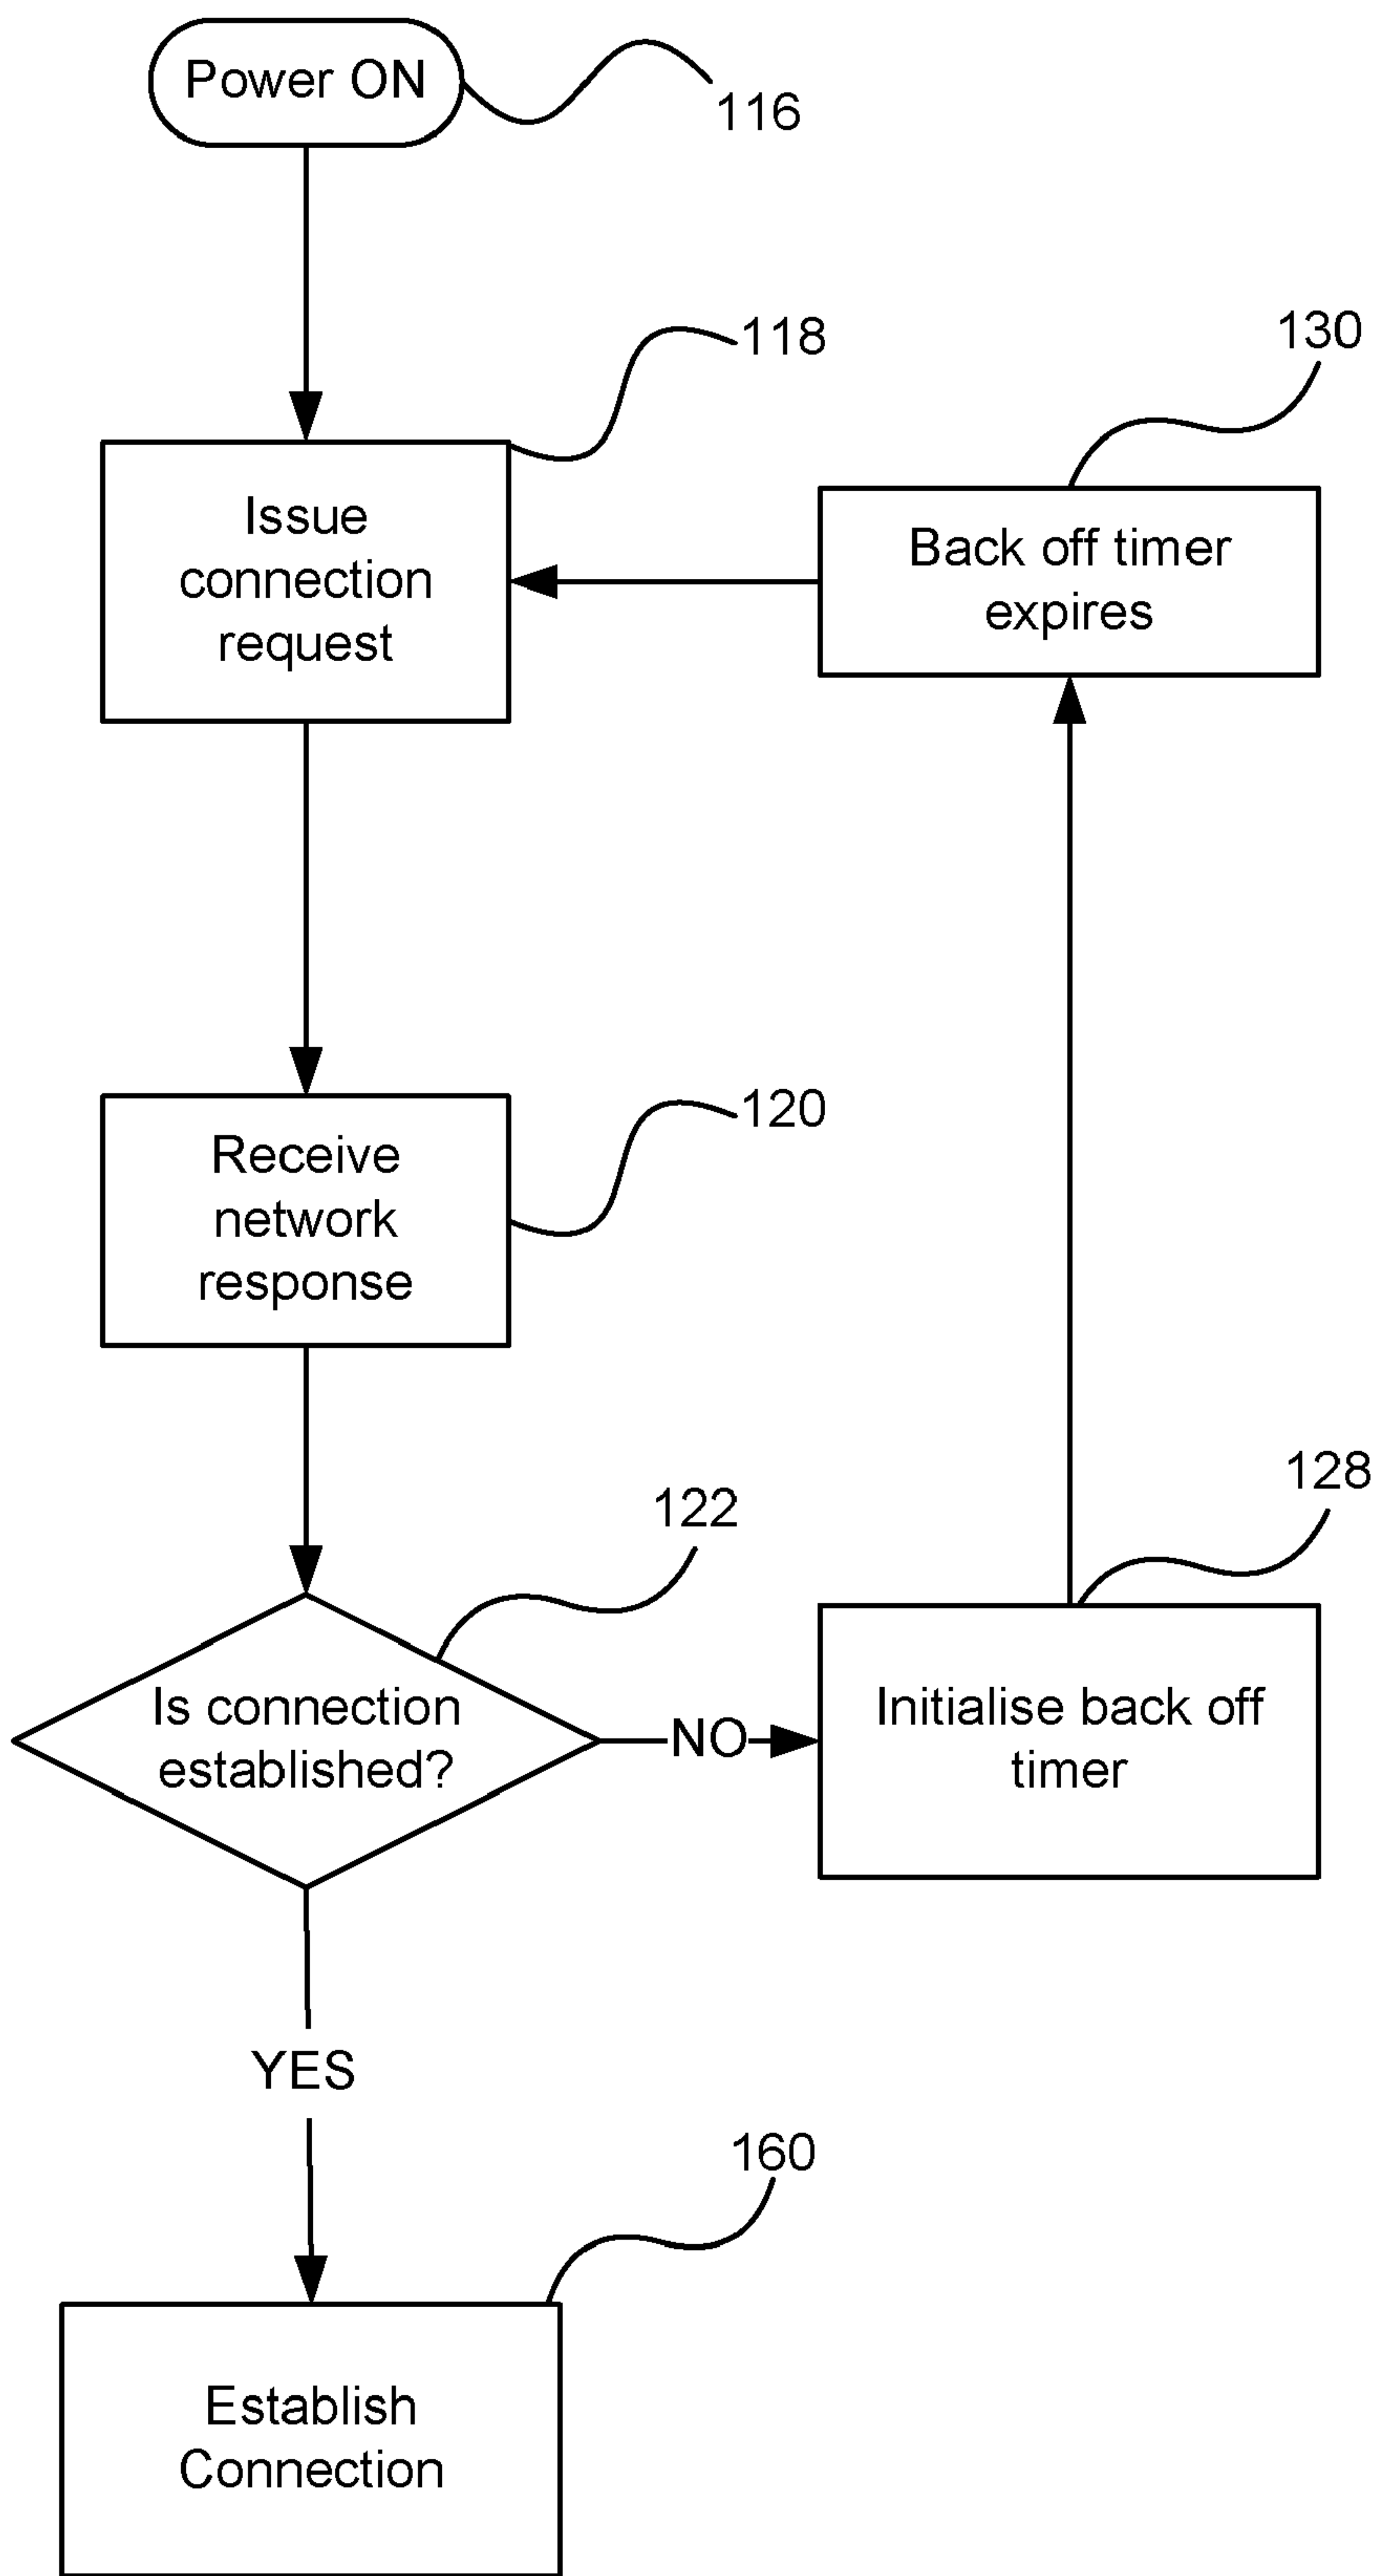 Power ON
116
118
130
Issue
connection
request
Back off timer
expires
120
Receive
network
response
122
128
Is connection
established?
NO
Initialise back off
timer
YES
160
Establish
Connection